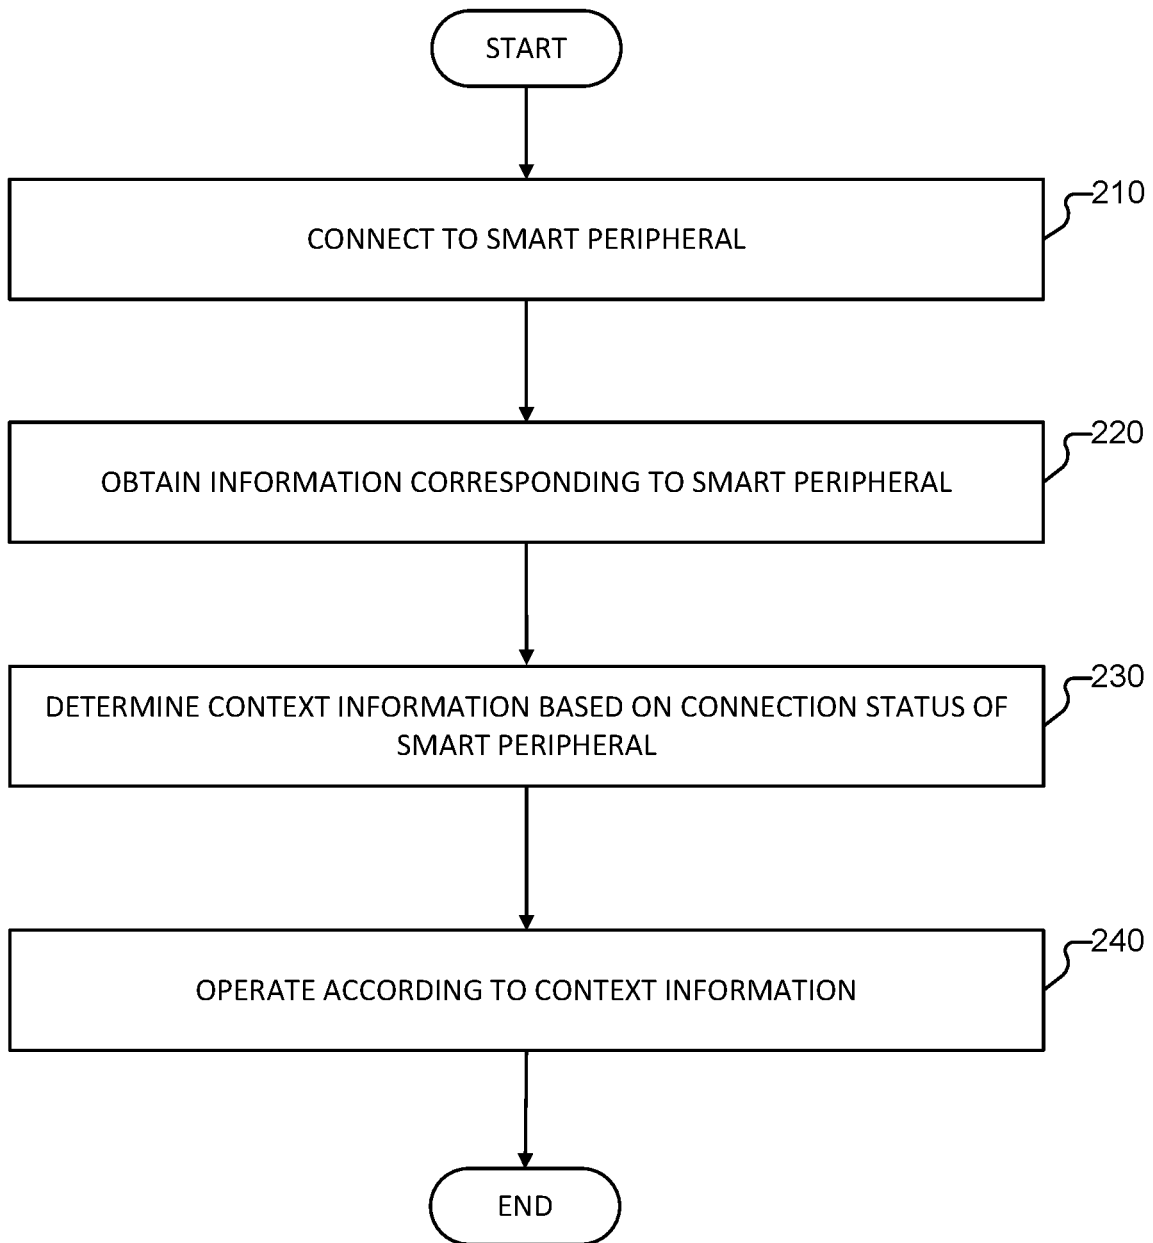 START
CONNECT TO SMART PERIPHERAL
210
OBTAIN INFORMATION CORRESPONDING TO SMART PERIPHERAL
220
DETERMINE CONTEXT INFORMATION BASED ON CONNECTION STATUS OF
SMART PERIPHERAL
230
OPERATE ACCORDING TO CONTEXT INFORMATION
240
END